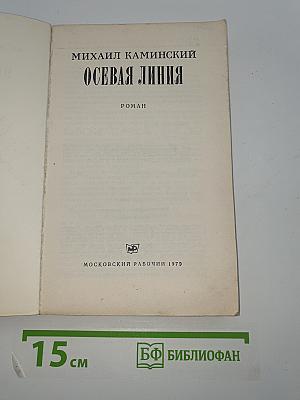 МИХАИЛ КАМИНСКИЙ
ОСЕВАЯ ЛИНИЯ
РОМАН
МОСКОВСКИЙ РАБОЧИЙ 1979
15 см
БФ БИБЛИОФАН